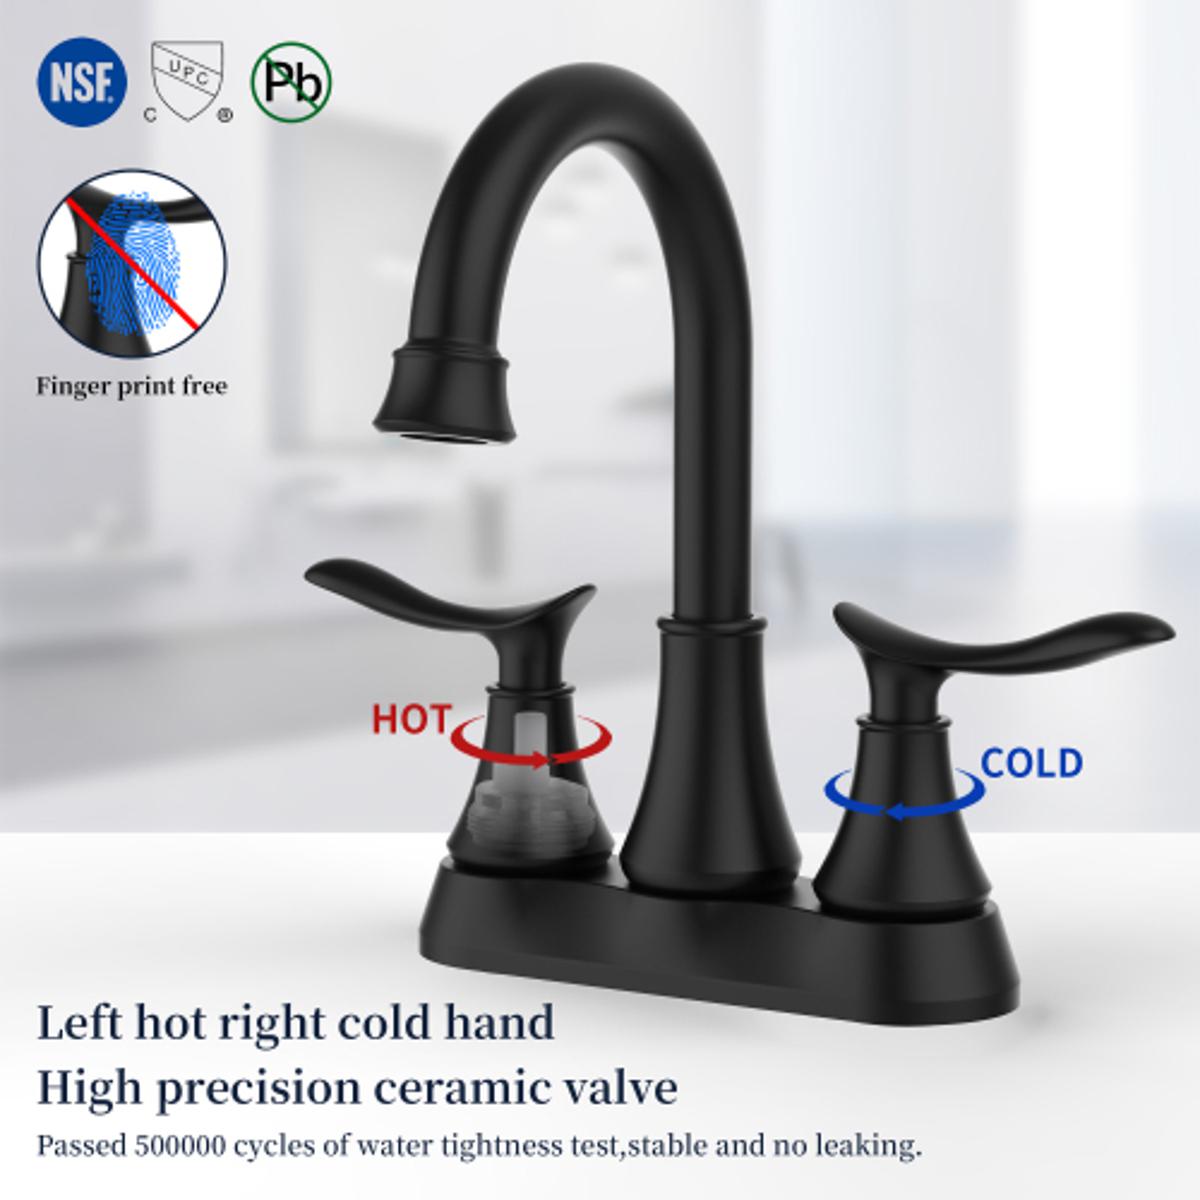 NSF®
UPC
C ®
Pb
Finger print free
HOT
COLD
Left hot right cold hand
High precision ceramic valve
Passed 500000 cycles of water tightness test,stable and no leaking.